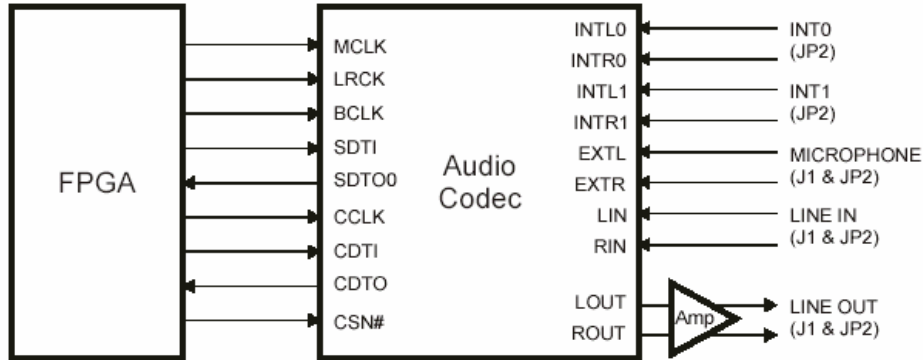 FPGA
MCLK
LRCK
BCLK
SDTI
SDTO0
CCLK
CDTI
CDTO
CSN#
Audio
Codec
INTL0
INTR0
INTL1
INTR1
EXTL
EXTR
LIN
RIN
LOUT
ROUT
Amp
INT0
(JP2)
INT1
(JP2)
MICROPHONE
(J1 & JP2)
LINE IN
(J1 & JP2)
LINE OUT
(J1 & JP2)